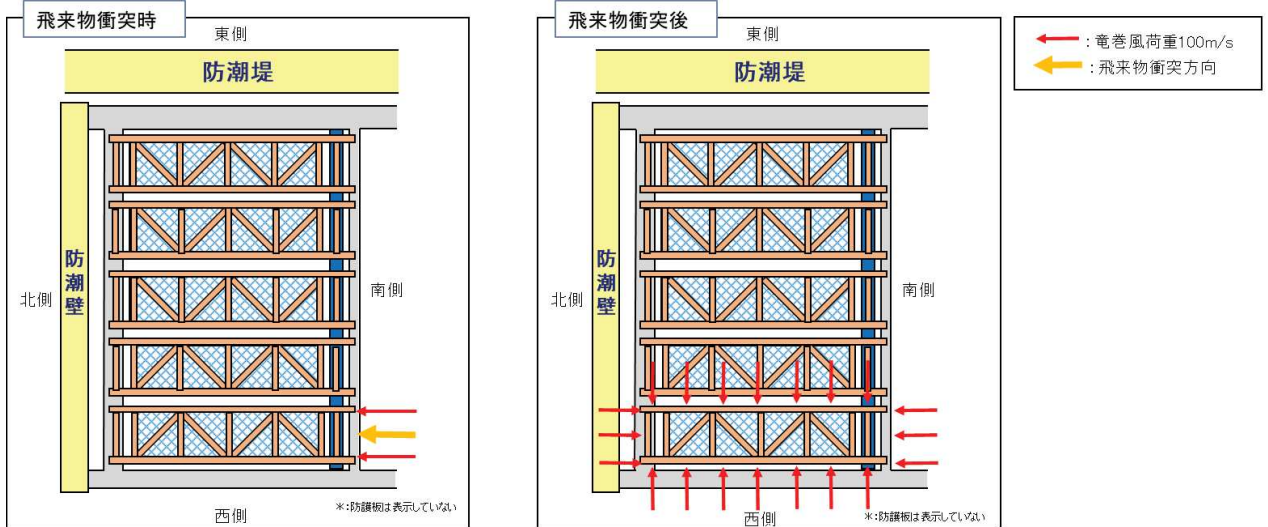 飛来物衝突時
東側
防潮堤
防潮壁
北側
南側
西側
＊:防護板は表示していない
飛来物衝突後
東側
防潮堤
防潮壁
北側
南側
西側
＊:防護板は表示していない
:竜巻風荷重100m/s
:飛来物衝突方向